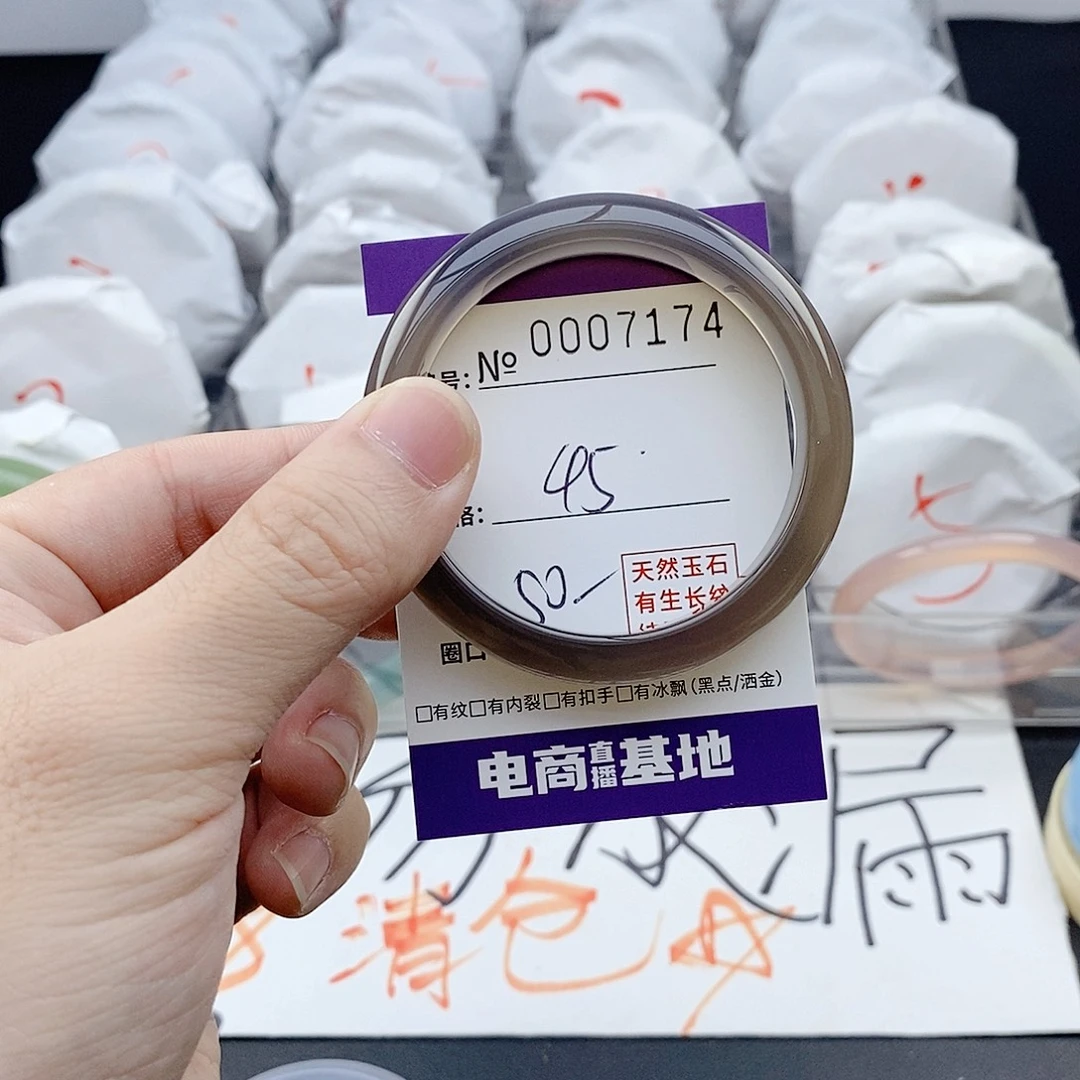 号: № 0007174
格: 45
50.-
天然玉石
有生长纹
圈口
□有纹□有内裂□有扣手□有冰飘(黑点/洒金)
电商直播基地
漏
清仓